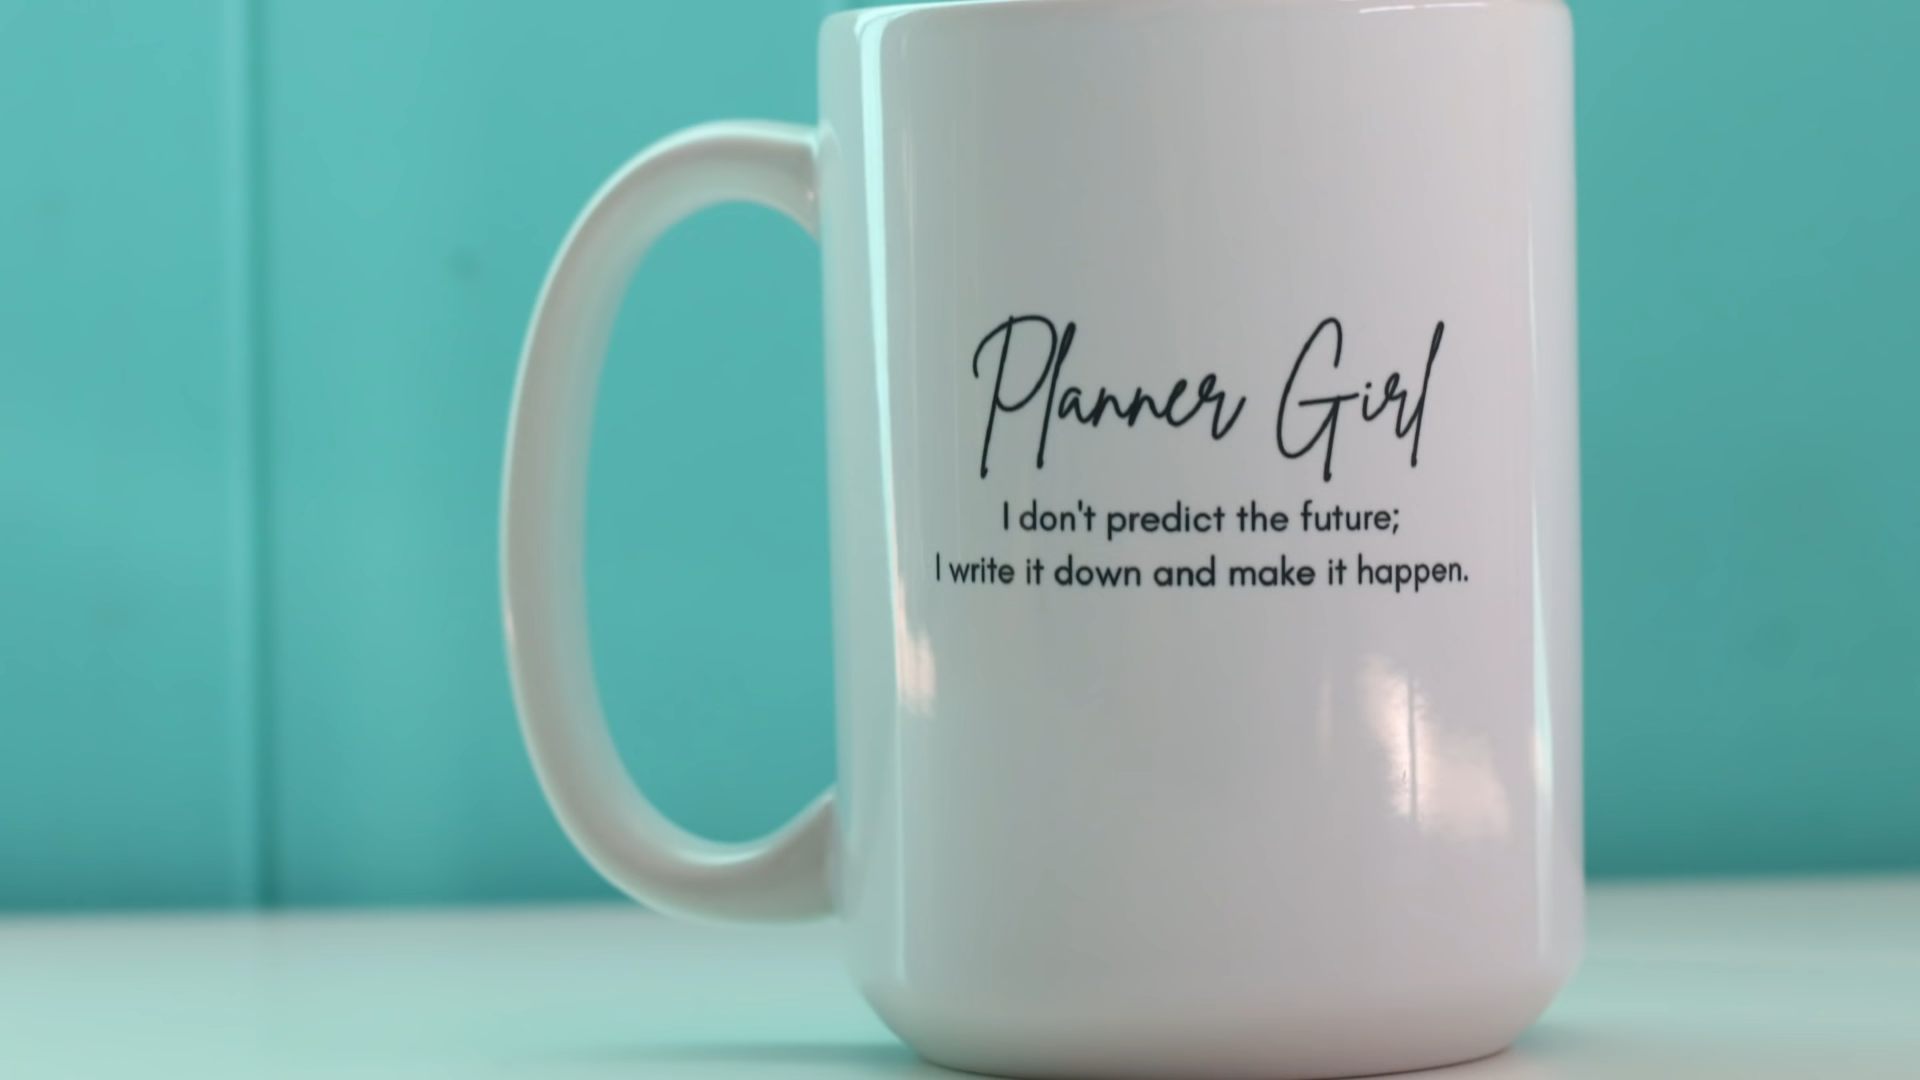 Planner Girl
I don't predict the future;
I write it down and make it happen.